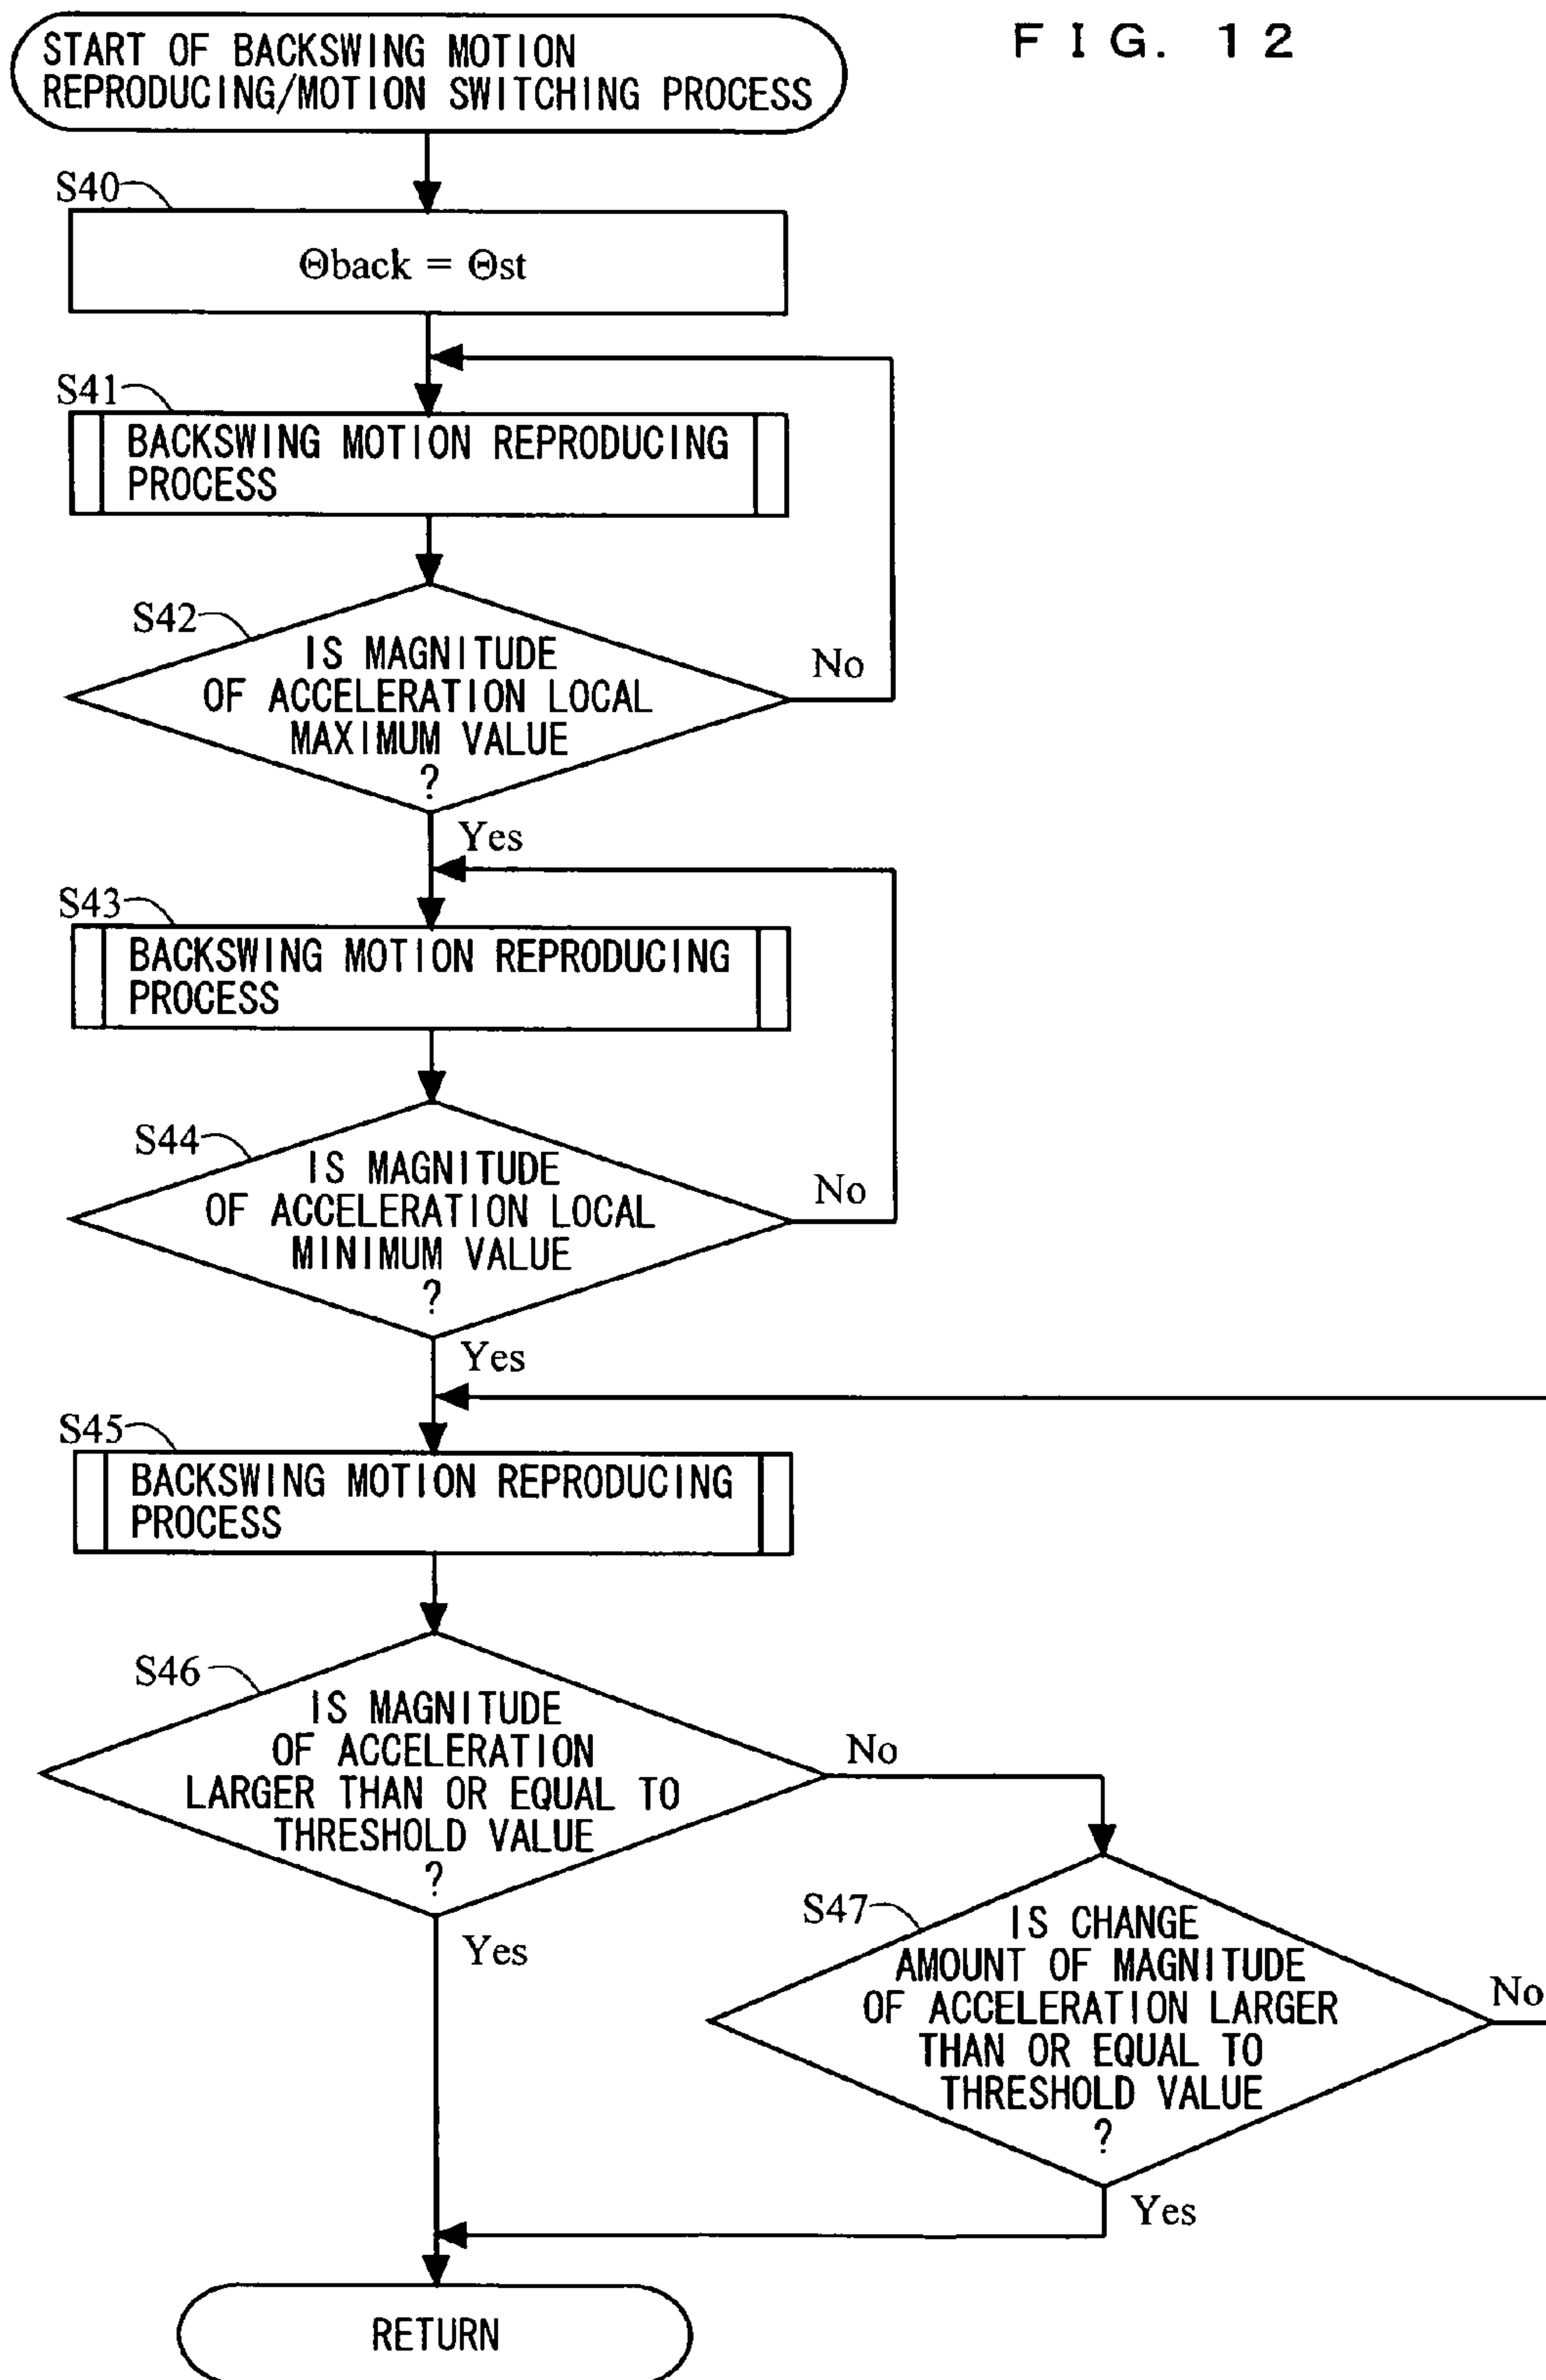 FIG. 12
START OF BACKSWING MOTION
REPRODUCING/MOTION SWITCHING PROCESS
S40
Θback = Θst
S41
BACKSWING MOTION REPRODUCING
PROCESS
S42
IS MAGNITUDE
OF ACCELERATION LOCAL
MAXIMUM VALUE
?
No
Yes
S43
BACKSWING MOTION REPRODUCING
PROCESS
S44
IS MAGNITUDE
OF ACCELERATION LOCAL
MINIMUM VALUE
?
No
Yes
S45
BACKSWING MOTION REPRODUCING
PROCESS
S46
IS MAGNITUDE
OF ACCELERATION
LARGER THAN OR EQUAL TO
THRESHOLD VALUE
?
No
Yes
S47
IS CHANGE
AMOUNT OF MAGNITUDE
OF ACCELERATION LARGER
THAN OR EQUAL TO
THRESHOLD VALUE
?
No
Yes
RETURN